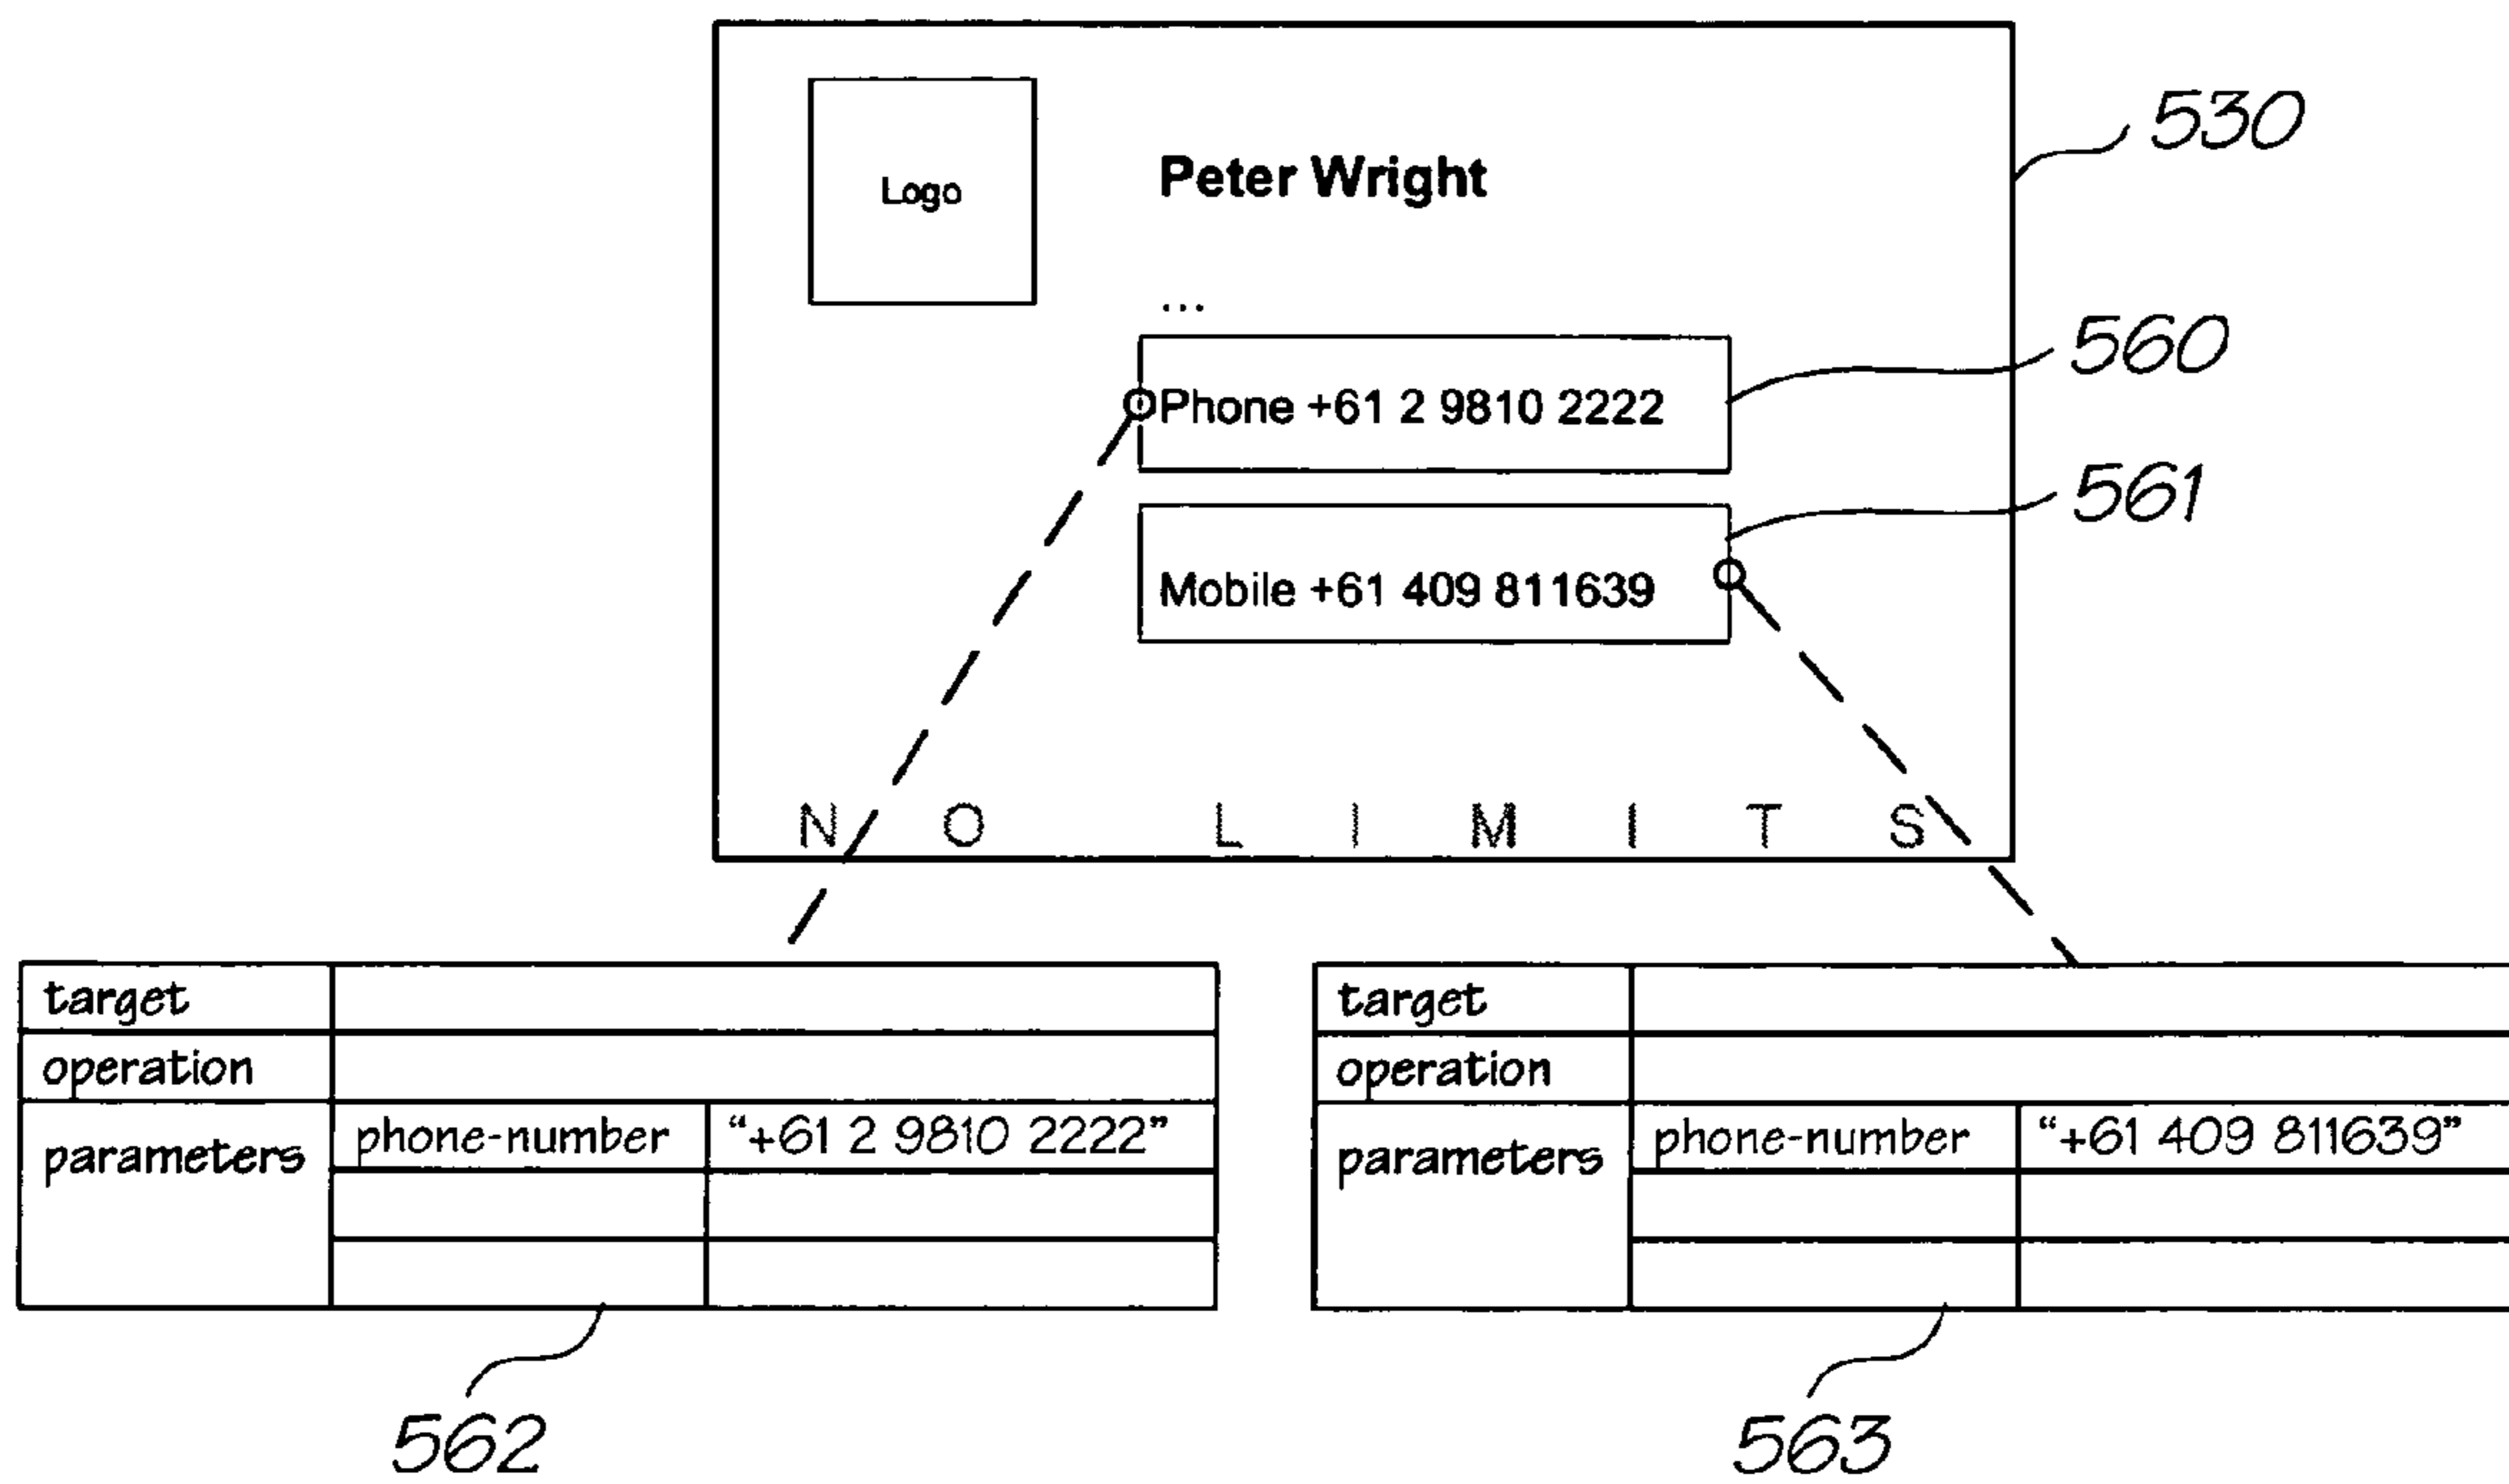 Logo
Peter Wright
530
...
560
Phone +61 2 9810 2222
561
Mobile +61 409 811639
N O L I M I T S
target
operation
parameters phone-number "+61 2 9810 2222"
562
target
operation
parameters phone-number "+61 409 811639"
563